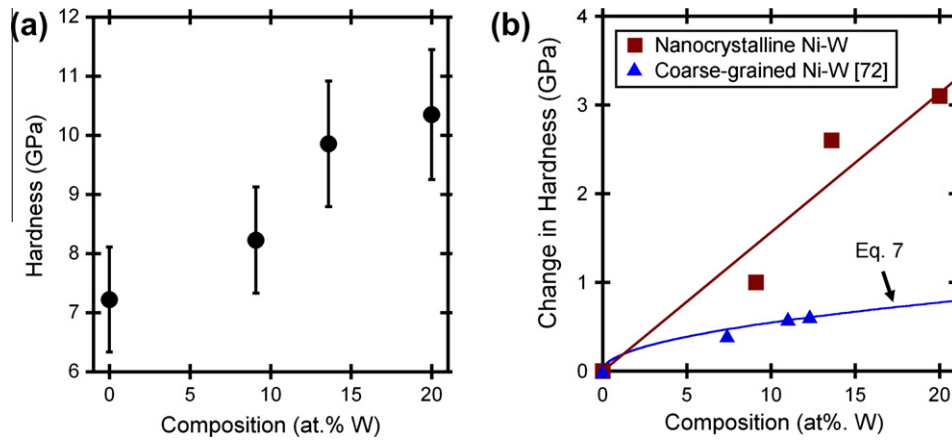 (a)
12
11
10
9
8
7
6
Hardness (GPa)
0 5 10 15 20
Composition (at.% W)
(b)
4
3
2
1
0
Change in Hardness (GPa)
Nanocrystalline Ni-W
Coarse-grained Ni-W [72]
Eq. 7
0 5 10 15 20
Composition (at%. W)